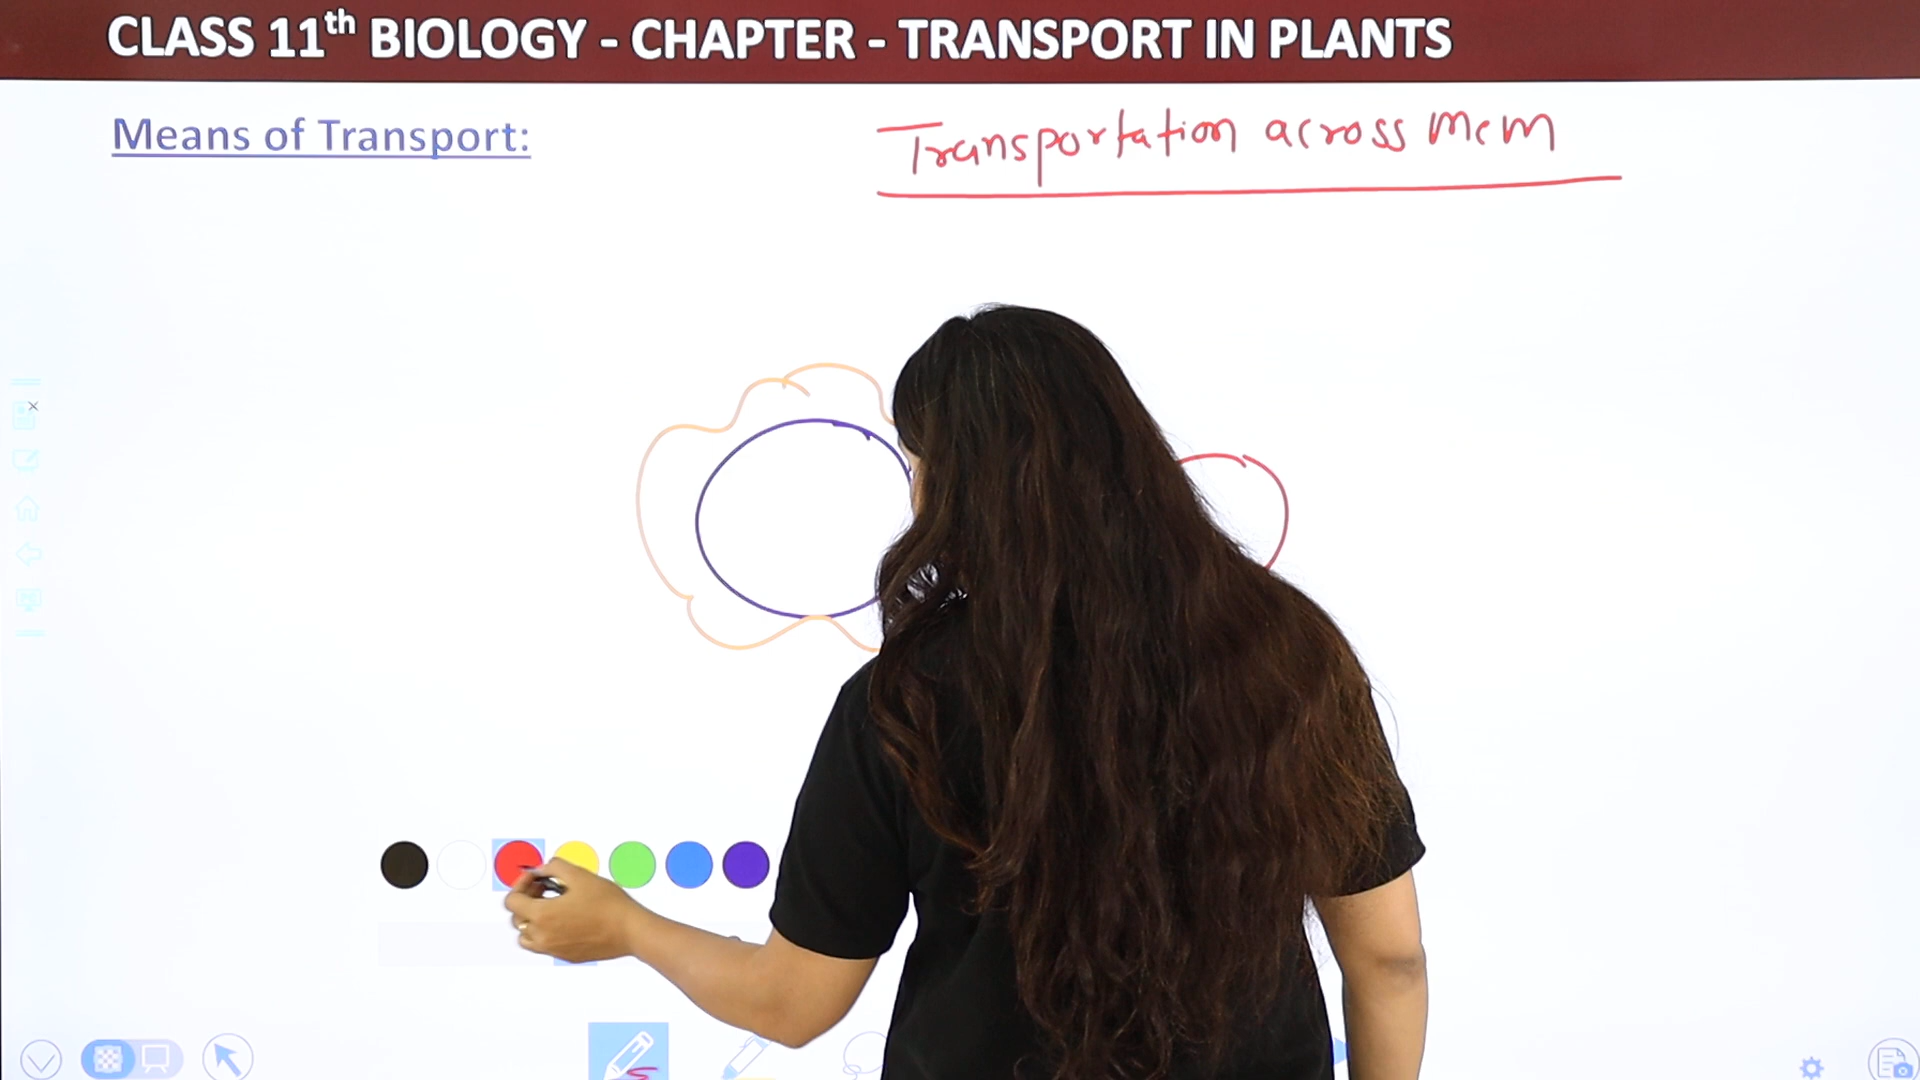 CLASS 11th BIOLOGY - CHAPTER - TRANSPORT IN PLANTS
Means of Transport:
Transportation across mem